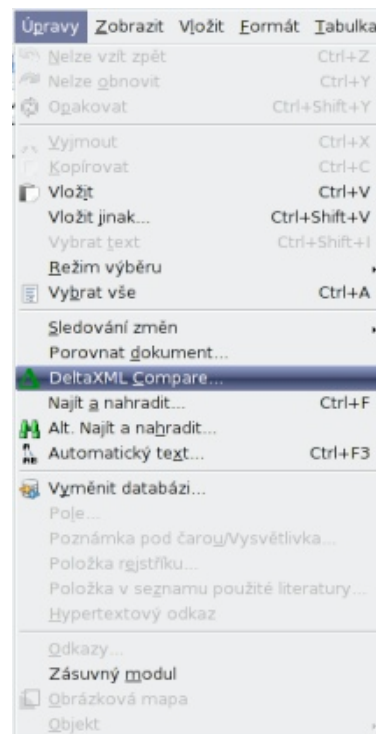 Úpravy Zobrazit Vložit Formát Tabulka
Nelze vzít zpět Ctrl+Z
Nelze obnovit Ctrl+Y
Opakovat Ctrl+Shift+Y
Vyjmout Ctrl+X
Kopírovat Ctrl+C
Vložit Ctrl+V
Vložit jinak... Ctrl+Shift+V
Vybrat text Ctrl+Shift+I
Režim výběru
Vybrat vše Ctrl+A
Sledování změn
Porovnat dokument...
DeltaXML Compare...
Najít a nahradit... Ctrl+F
Alt. Najít a nahradit...
Automatický text... Ctrl+F3
Vyměnit databázi...
Pole...
Poznámka pod čarou/Vysvětlivka...
Položka rejstříku...
Položka v seznamu použité literatury...
Hypertextový odkaz
Odkazy...
Zásuvný modul
Obrázková mapa
Objekt